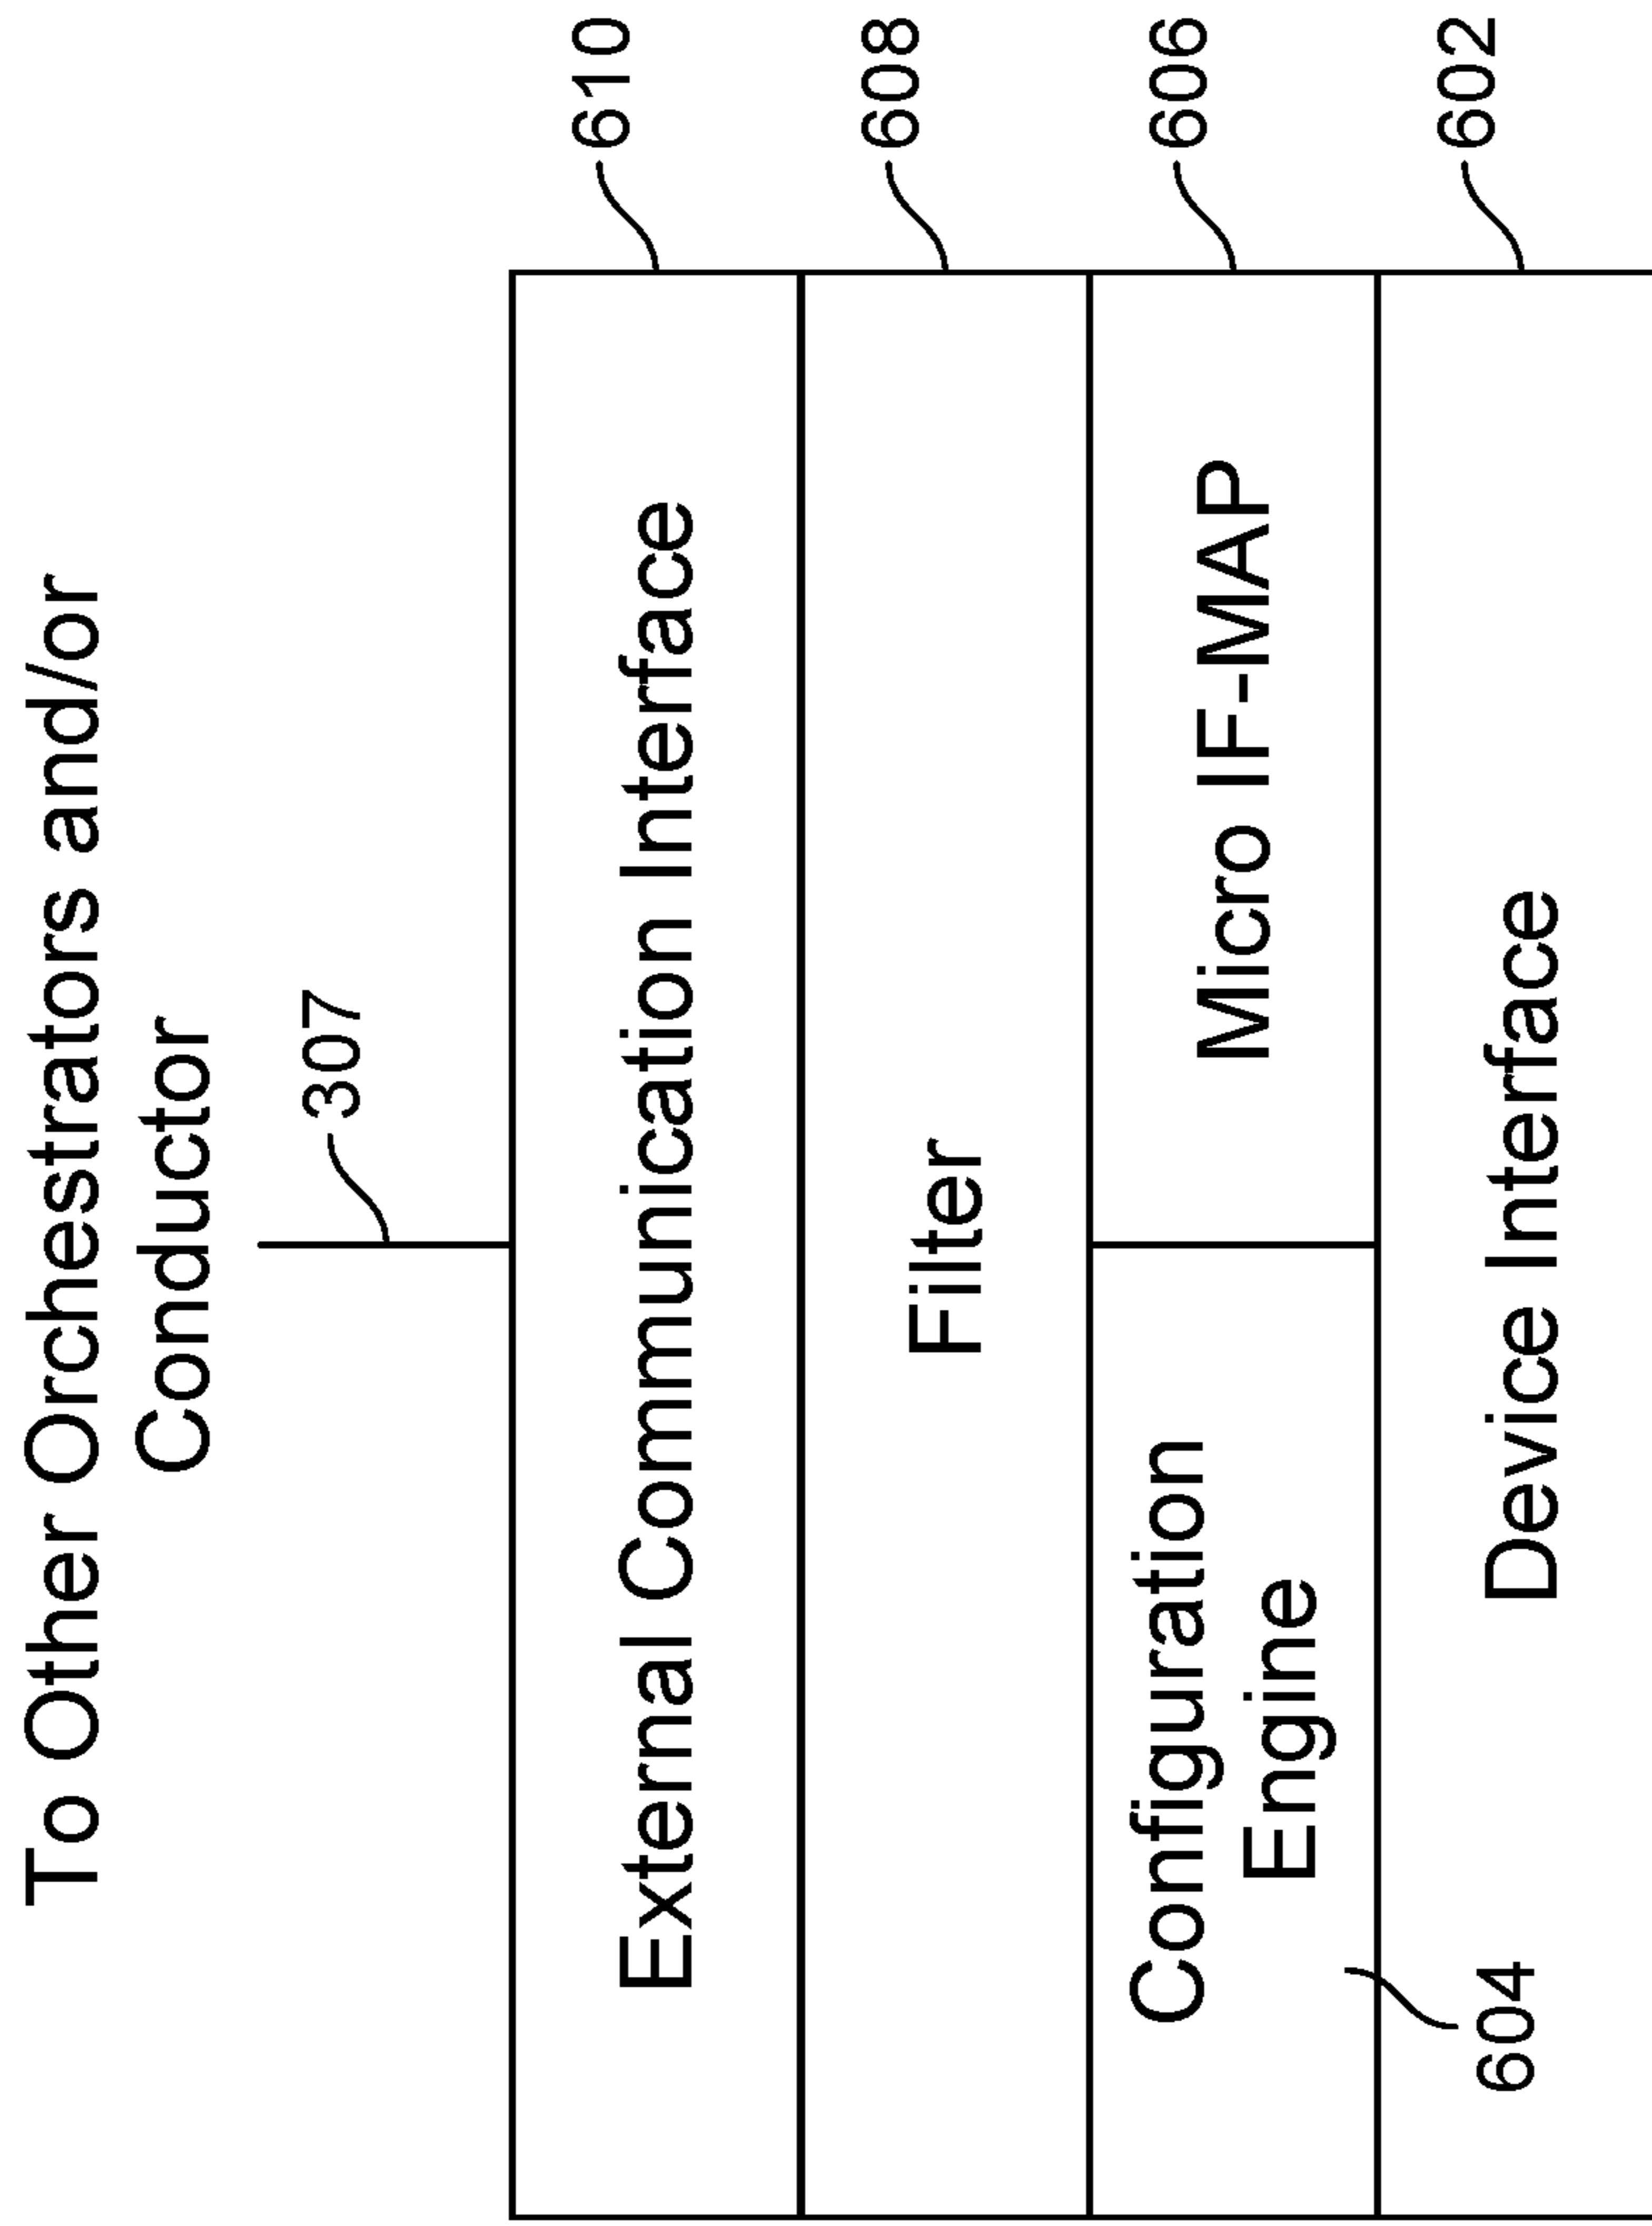 To Other Orchestrators and/or
Conductor
307
External Communication Interface
610
Filter
608
Configuration
Engine
Micro IF-MAP
606
604
Device Interface
602